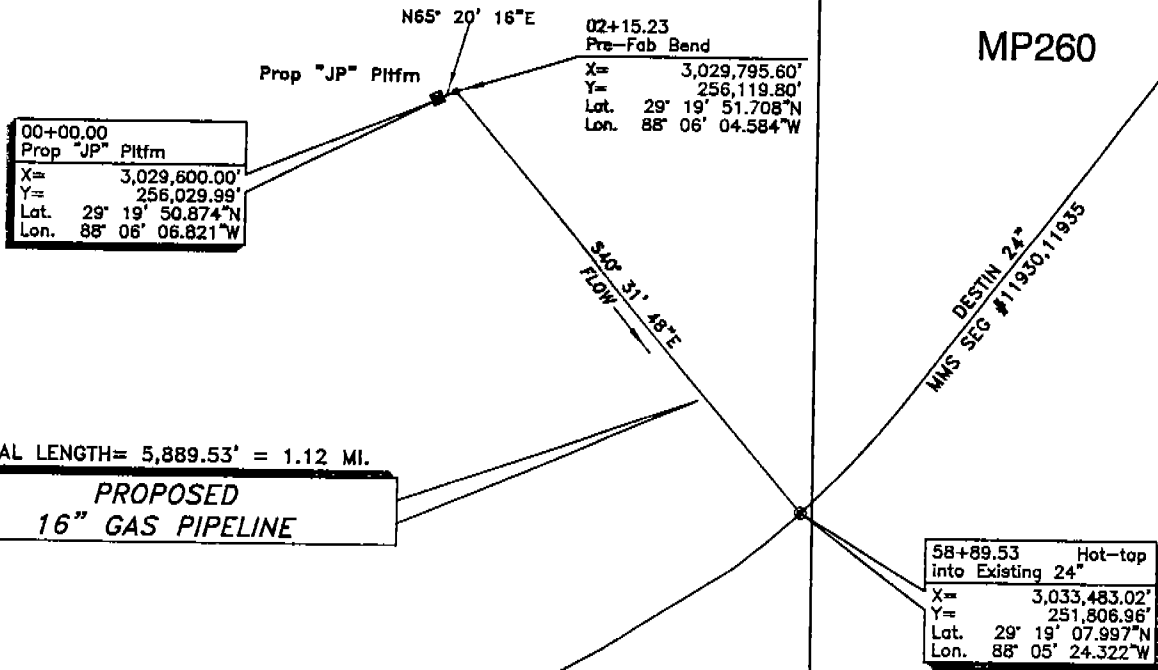 N65° 20' 16"E
MP260
Prop "JP" Pltfm
02+15.23
Pre-Fab Bend
X= 3,029,795.60'
Y= 256,119.80'
Lat. 29° 19' 51.708"N
Lon. 88° 06' 04.584"W
00+00.00
Prop "JP" Pltfm
X= 3,029,600.00'
Y= 256,029.99'
Lat. 29° 19' 50.874"N
Lon. 88° 06' 06.821"W
S40° 31' 48"E
FLOW
DESTIN 24"
MMS SEG #11930,11935
AL LENGTH= 5,889.53' = 1.12 MI.
PROPOSED
16" GAS PIPELINE
58+89.53 Hot-tap
into Existing 24"
X= 3,033,483.02'
Y= 251,806.96'
Lat. 29° 19' 07.997"N
Lon. 88° 05' 24.322"W